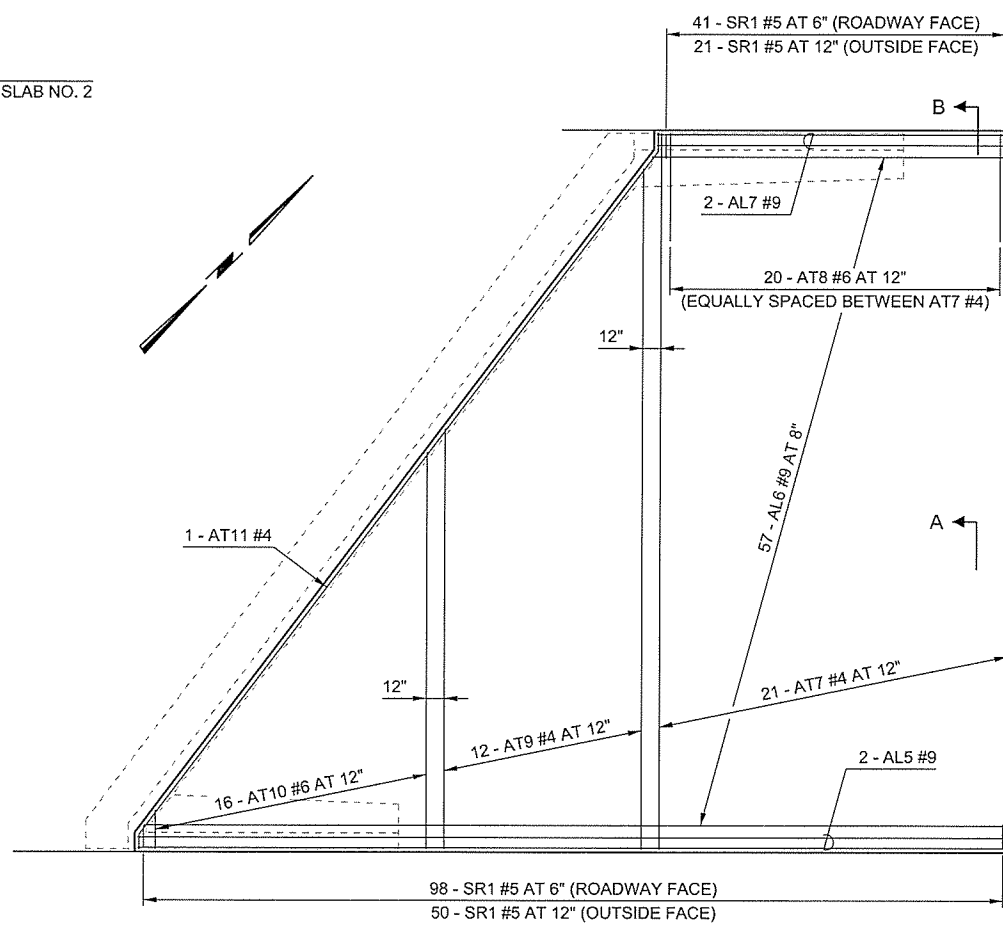 41 - SR1 #5 AT 6" (ROADWAY FACE)
21 - SR1 #5 AT 12" (OUTSIDE FACE)
SLAB NO. 2
B
2 - AL7 #9
20 - AT8 #6 AT 12"
(EQUALLY SPACED BETWEEN AT7 #4)
12"
57 - AL6 #9 AT 8"
A
1 - AT11 #4
12"
21 - AT7 #4 AT 12"
12 - AT9 #4 AT 12"
16 - AT10 #6 AT 12"
2 - AL5 #9
98 - SR1 #5 AT 6" (ROADWAY FACE)
50 - SR1 #5 AT 12" (OUTSIDE FACE)